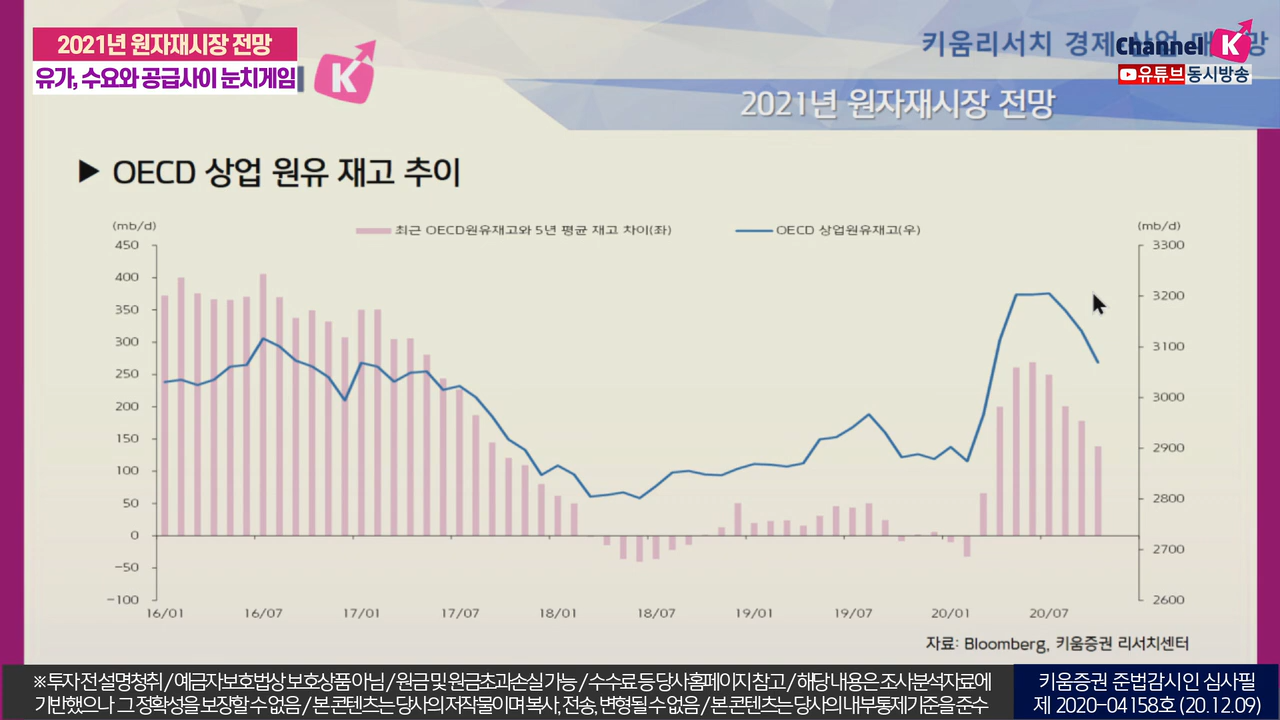 2021년 원자재시장 전망
유가, 수요와 공급사이 눈치게임
K
키움리서치 경제 산업 대전망
Channel K
유튜브 동시방송
2021년 원자재시장 전망
▶ OECD 상업 원유 재고 추이
(mb/d)
최근 OECD원유재고와 5년 평균 재고 차이(좌)
OECD 상업원유재고(우)
(mb/d)
450
400
350
300
250
200
150
100
50
0
-50
-100
3300
3200
3100
3000
2900
2800
2700
2600
16/01 16/07 17/01 17/07 18/01 18/07 19/01 19/07 20/01 20/07
자료: Bloomberg, 키움증권 리서치센터
※ 투자 전 설명청취 / 예금자보호법상 보호상품 아님 / 원금 및 원금초과손실 가능 / 수수료 등 당사홈페이지 참고 / 해당 내용은 조사분석자료에
기반했으나 그 정확성을 보장할 수 없음 / 본 콘텐츠는 당사의 저작물이며 복사, 전송, 변형될 수 없음 / 본 콘텐츠는 당사의 내부통제기준을 준수
키움증권 준법감시인 심사필
제 2020-04158호 (20.12.09)